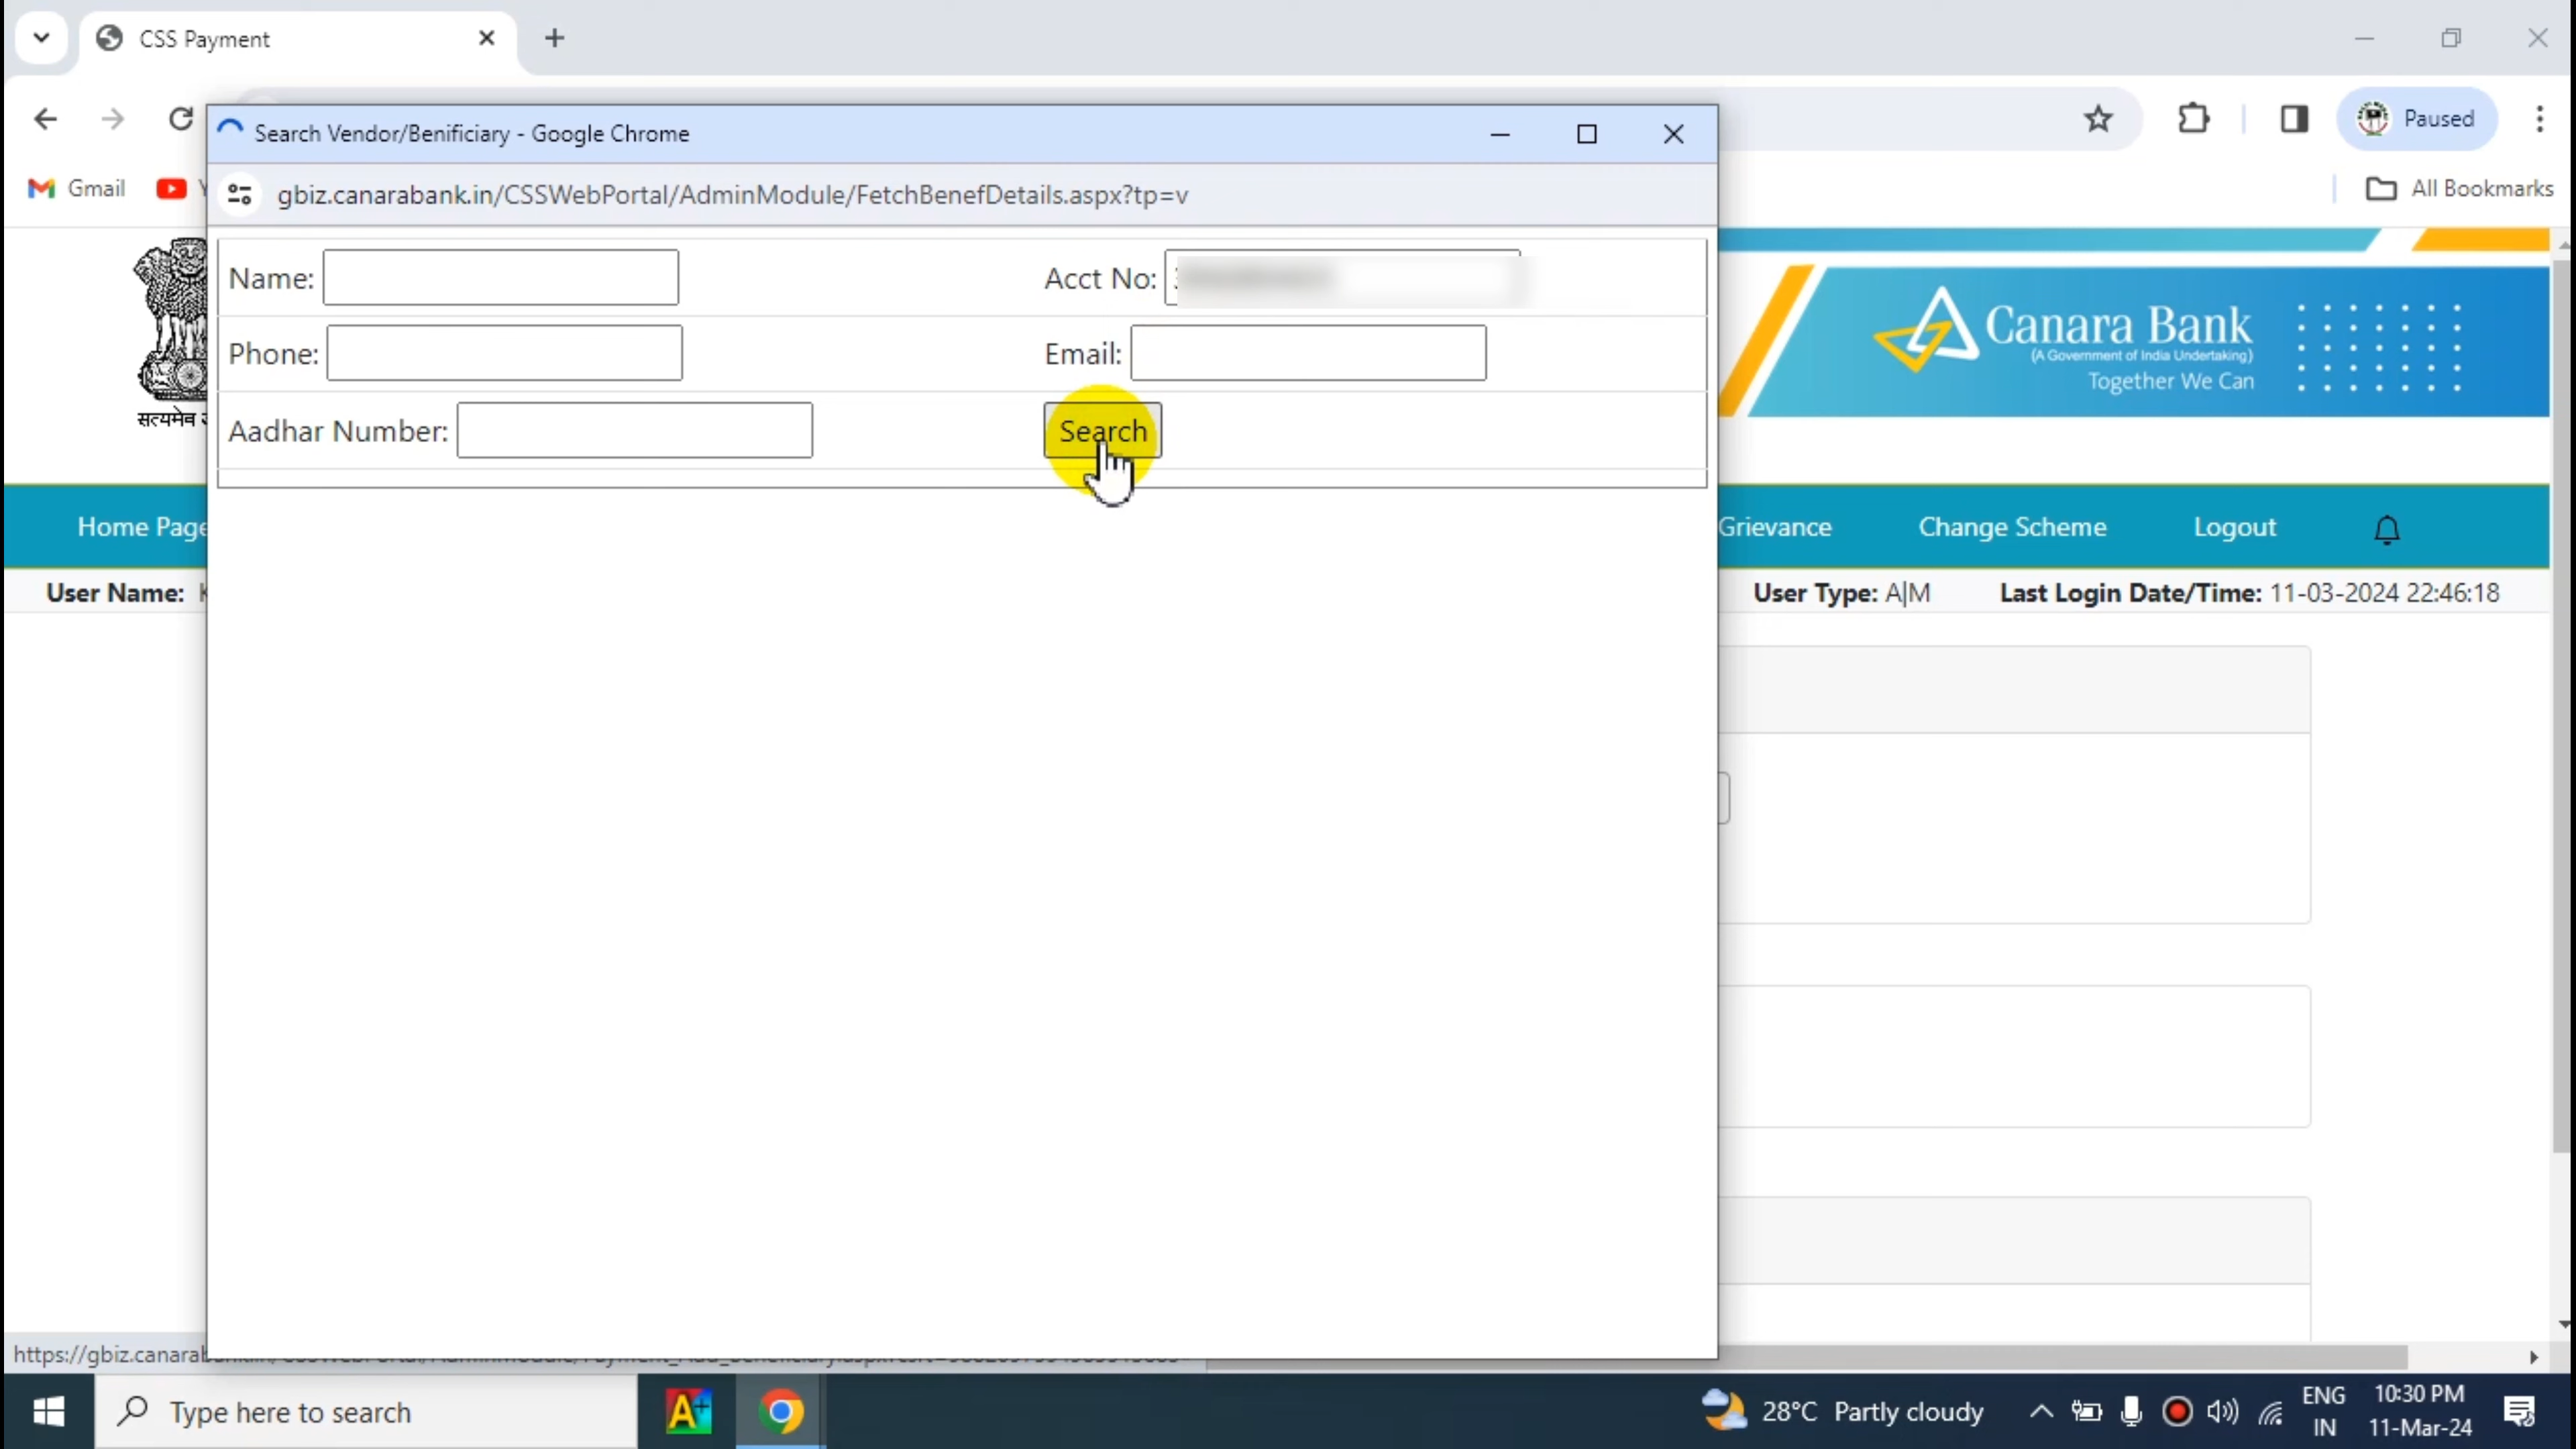 CSS Payment
Search Vendor/Benificiary - Google Chrome
Paused
Gmail
gbiz.canarabank.in/CSSWebPortal/AdminModule/FetchBenefDetails.aspx?tp=v
All Bookmarks
Name:
Acct No:
Phone:
Email:
Aadhar Number:
Search
सत्यमेव
Canara Bank
(A Government of India Undertaking)
Together We Can
Home Page
Grievance
Change Scheme
Logout
User Name:
User Type: A|M
Last Login Date/Time: 11-03-2024 22:46:18
https://gbiz.canara
Type here to search
28°C Partly cloudy
ENG
IN
10:30 PM
11-Mar-24